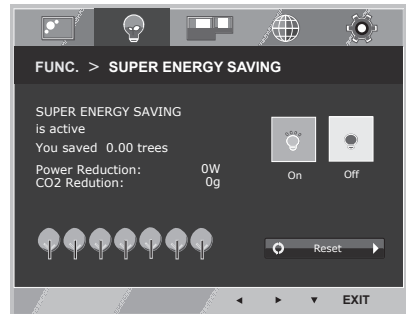 FUNC. > SUPER ENERGY SAVING
SUPER ENERGY SAVING
is active
You saved 0.00 trees
Power Reduction: 0W
CO2 Redution: 0g
On Off
Reset
EXIT